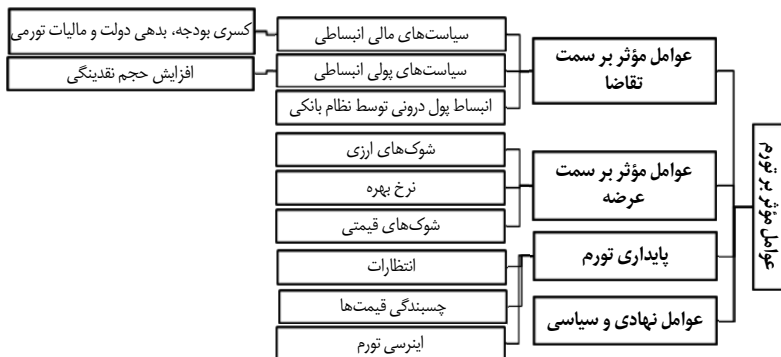 عوامل مؤثر بر تورم
عوامل مؤثر بر سمت
تقاضا
سیاست‌های مالی انبساطی
کسری بودجه، بدهی دولت و مالیات تورمی
سیاست‌های پولی انبساطی
افزایش حجم نقدینگی
انبساط پول درونی توسط نظام بانکی
عوامل مؤثر بر سمت
عرضه
شوک‌های ارزی
نرخ بهره
شوک‌های قیمتی
پایداری تورم
انتظارات
چسبندگی قیمت‌ها
اینرسی تورم
عوامل نهادی و سیاسی